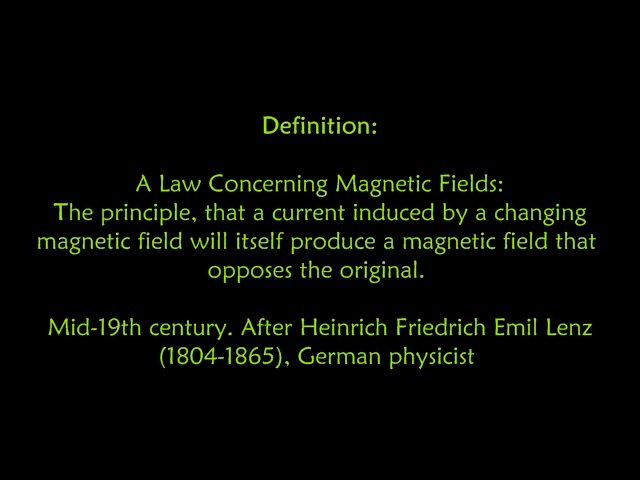 Definition:
A Law Concerning Magnetic Fields:
The principle, that a current induced by a changing
magnetic field will itself produce a magnetic field that
opposes the original.
Mid-19th century. After Heinrich Friedrich Emil Lenz
(1804-1865), German physicist